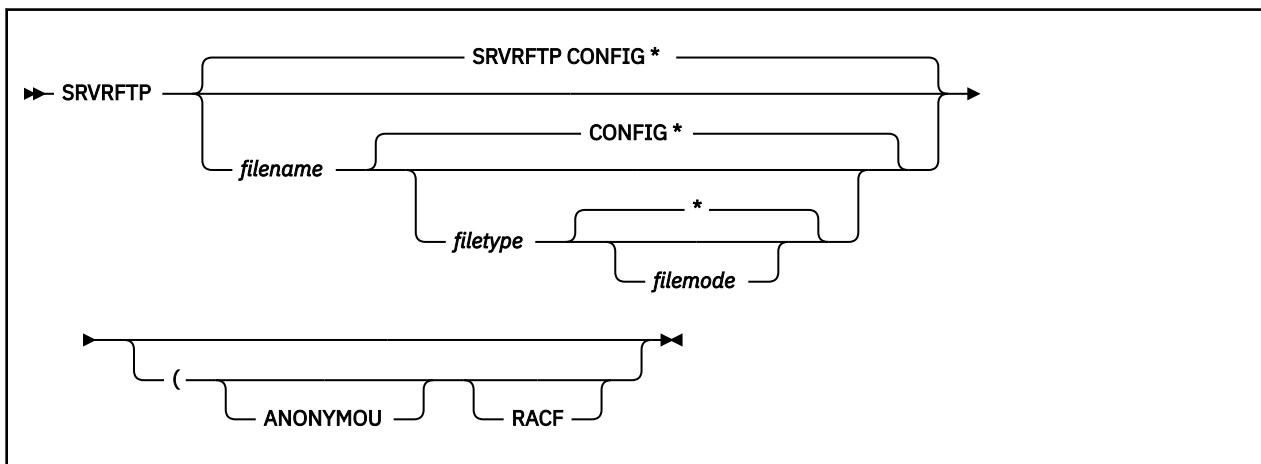 SRVRFTP CONFIG *
SRVRFTP
CONFIG *
filename
*
filetype
filemode
(
ANONYMOU
RACF